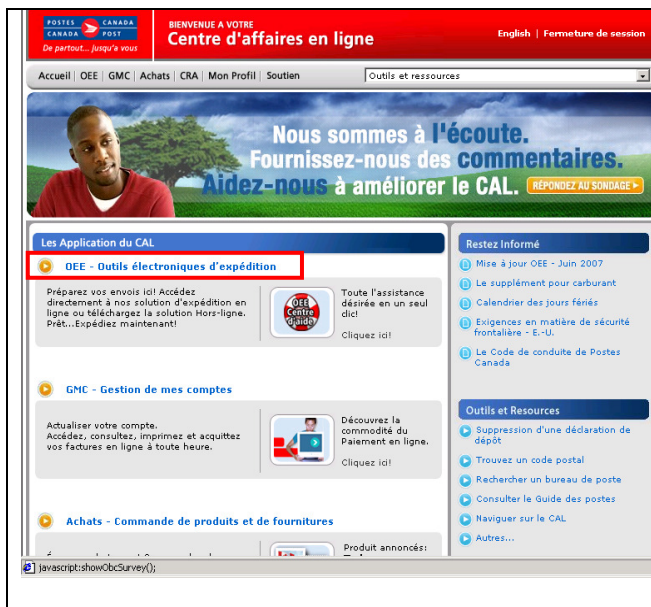 POSTES CANADA
CANADA POST
De partout... jusqu'à vous
BIENVENUE A VOTRE
Centre d'affaires en ligne
English | Fermeture de session
Accueil | OEE | GMC | Achats | CRA | Mon Profil | Soutien
Outils et ressources
Nous sommes à l'écoute.
Fournissez-nous des commentaires.
Aidez-nous à améliorer le CAL.
RÉPONDEZ AU SONDAGE
Les Application du CAL
OEE - Outils électroniques d'expédition
Préparez vos envois ici! Accédez
directement à nos solution d'expédition en
ligne ou téléchargez la solution Hors-ligne.
Prêt...Expédiez maintenant!
OEE
Centre
d'aide
Toute l'assistance
désirée en un seul
clic!
Cliquez ici!
GMC - Gestion de mes comptes
Actualiser votre compte.
Accédez, consultez, imprimez et acquittez
vos factures en ligne à toute heure.
Découvrez la
commodité du
Paiement en ligne.
Cliquez ici!
Achats - Commande de produits et de fournitures
Produit annoncés:
Restez Informé
Mise à jour OEE - Juin 2007
Le supplément pour carburant
Calendrier des jours fériés
Exigences en matière de sécurité
frontalière - E.-U.
Le Code de conduite de Postes
Canada
Outils et Resources
Suppression d'une déclaration de
dépôt
Trouvez un code postal
Rechercher un bureau de poste
Consulter le Guide des postes
Naviguer sur le CAL
Autres...
javascript:showObcSurvey();